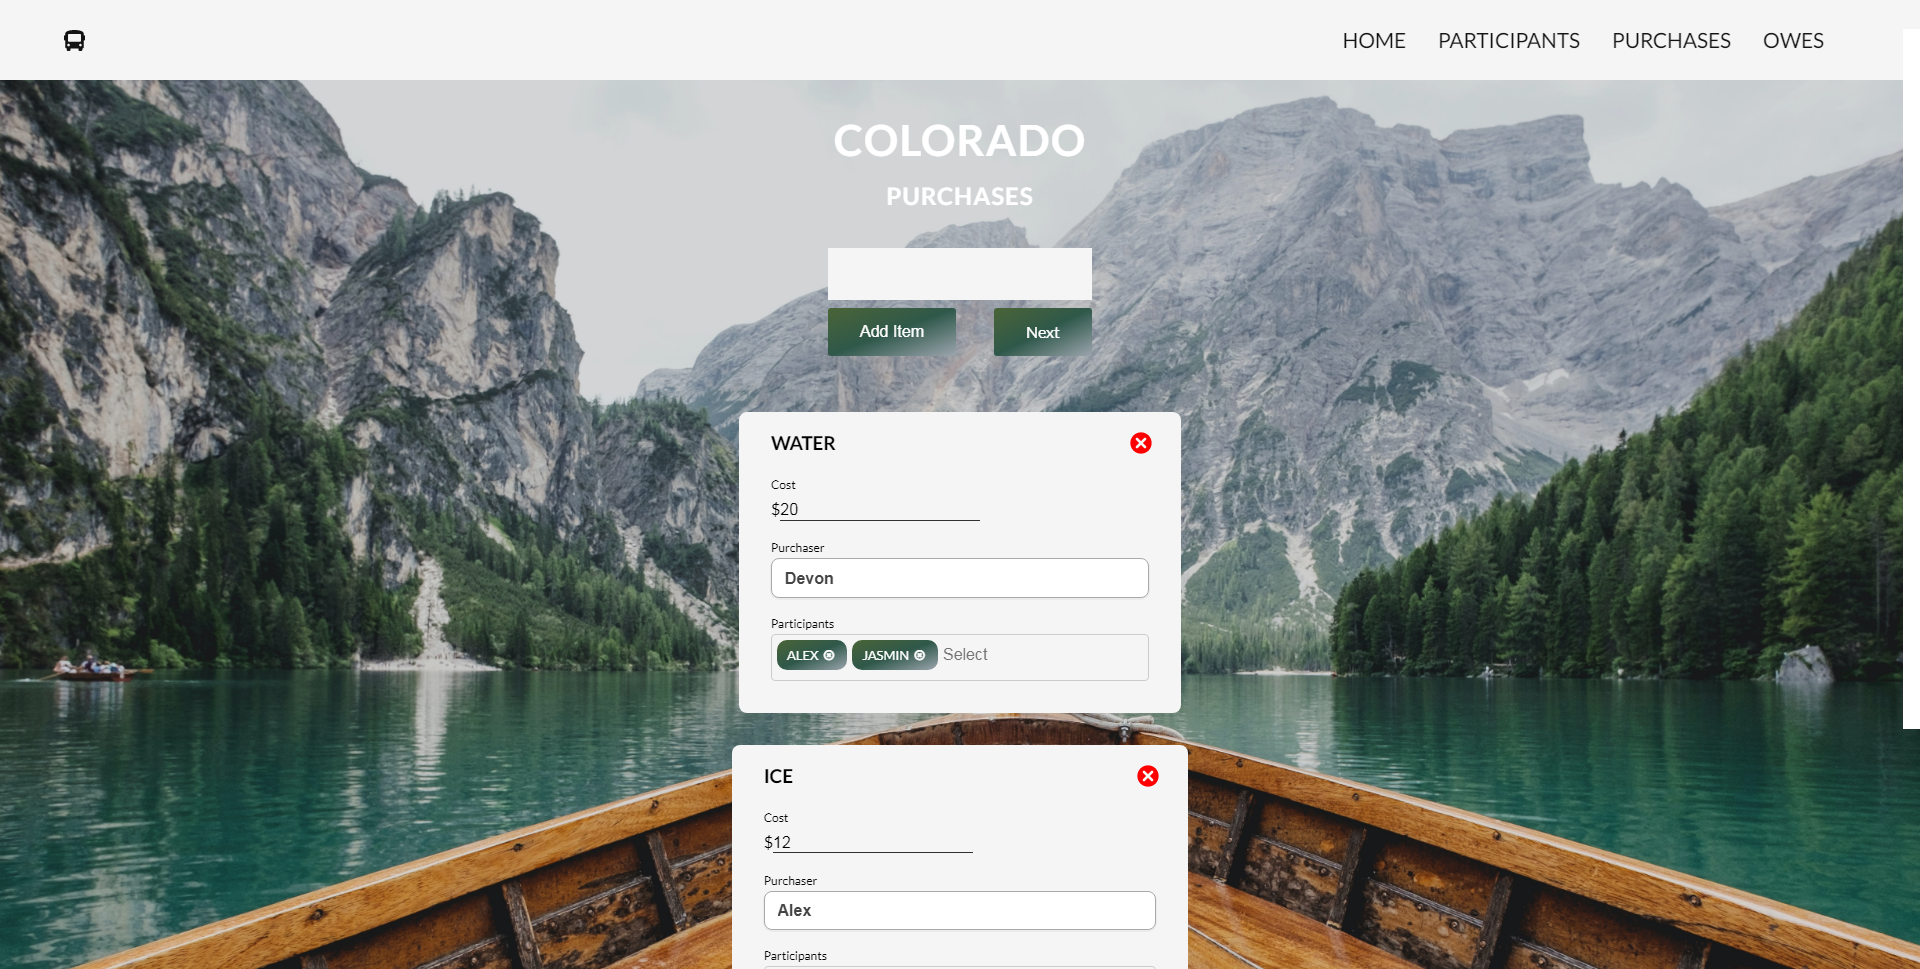 HOME PARTICIPANTS PURCHASES OWES
COLORADO
PURCHASES
Add Item Next
WATER
Cost
$20
Purchaser
Devon
Participants
ALEX JASMIN Select
ICE
Cost
$12
Purchaser
Alex
Participants